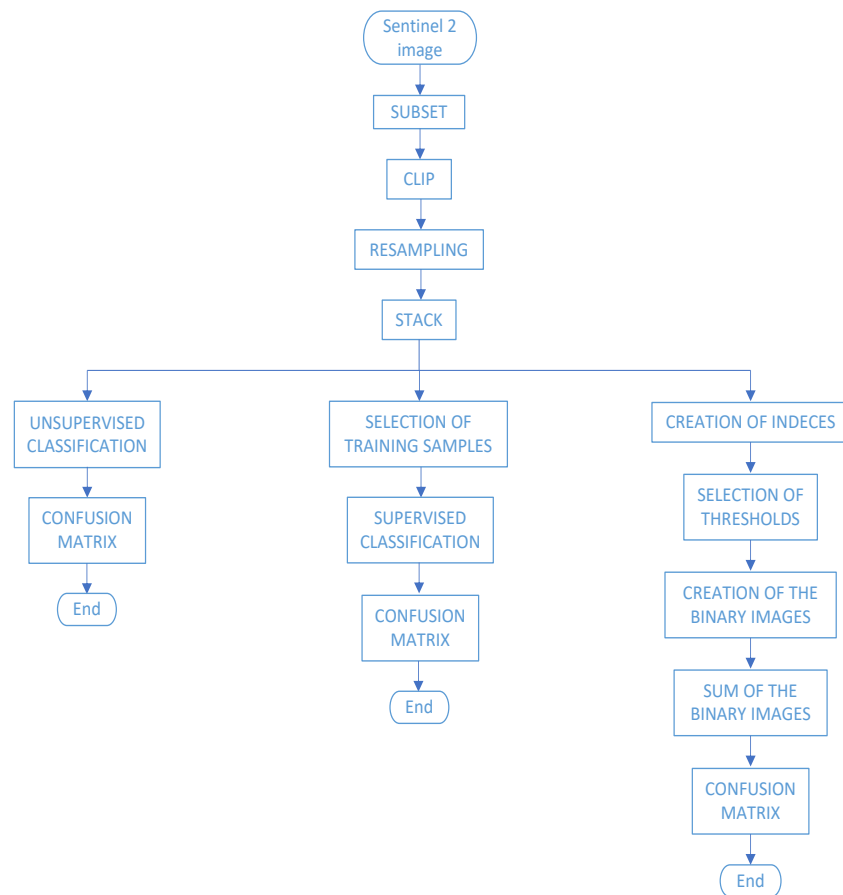 Sentinel 2
image
SUBSET
CLIP
RESAMPLING
STACK
UNSUPERVISED
CLASSIFICATION
CONFUSION
MATRIX
End
SELECTION OF
TRAINING SAMPLES
SUPERVISED
CLASSIFICATION
CONFUSION
MATRIX
End
CREATION OF INDECES
SELECTION OF
THRESHOLDS
CREATION OF THE
BINARY IMAGES
SUM OF THE
BINARY IMAGES
CONFUSION
MATRIX
End